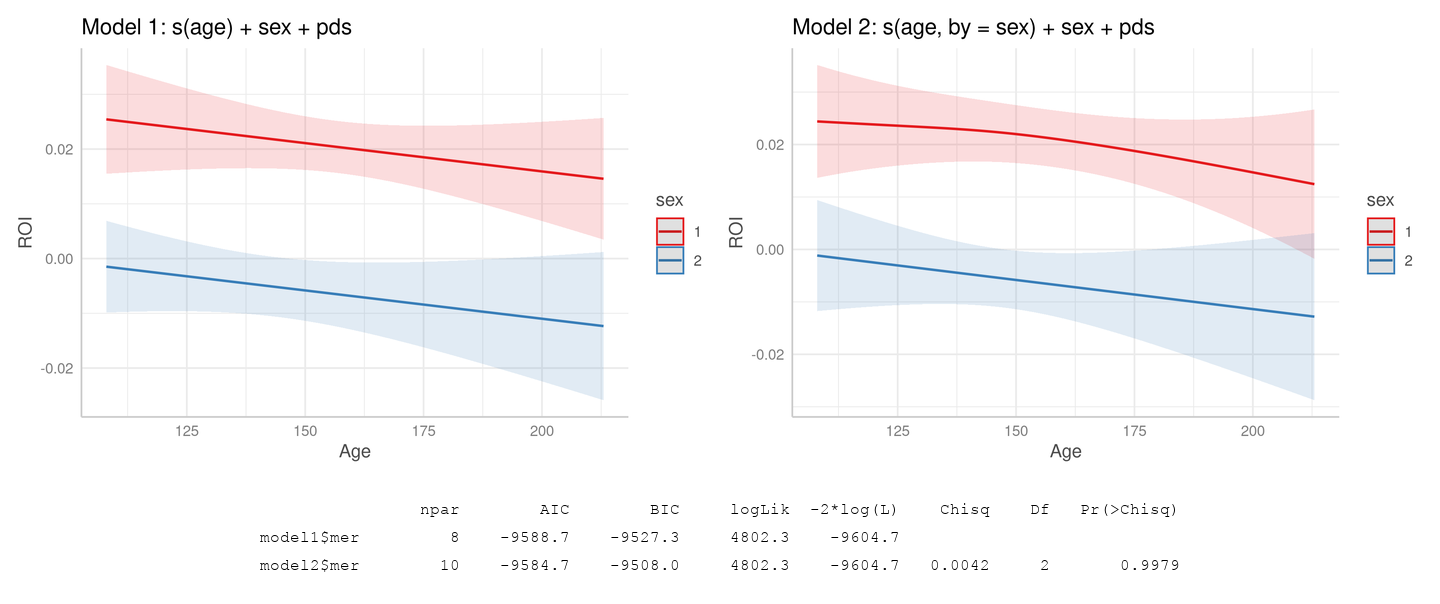 Model 1: s(age) + sex + pds
ROI
0.02
0.00
-0.02
125 150 175 200
Age
sex
1
2
Model 2: s(age, by = sex) + sex + pds
ROI
0.02
0.00
-0.02
125 150 175 200
Age
sex
1
2
npar AIC BIC logLik -2*log(L) Chisq Df Pr(>Chisq)
model1$mer 8 -9588.7 -9527.3 4802.3 -9604.7
model2$mer 10 -9584.7 -9508.0 4802.3 -9604.7 0.0042 2 0.9979